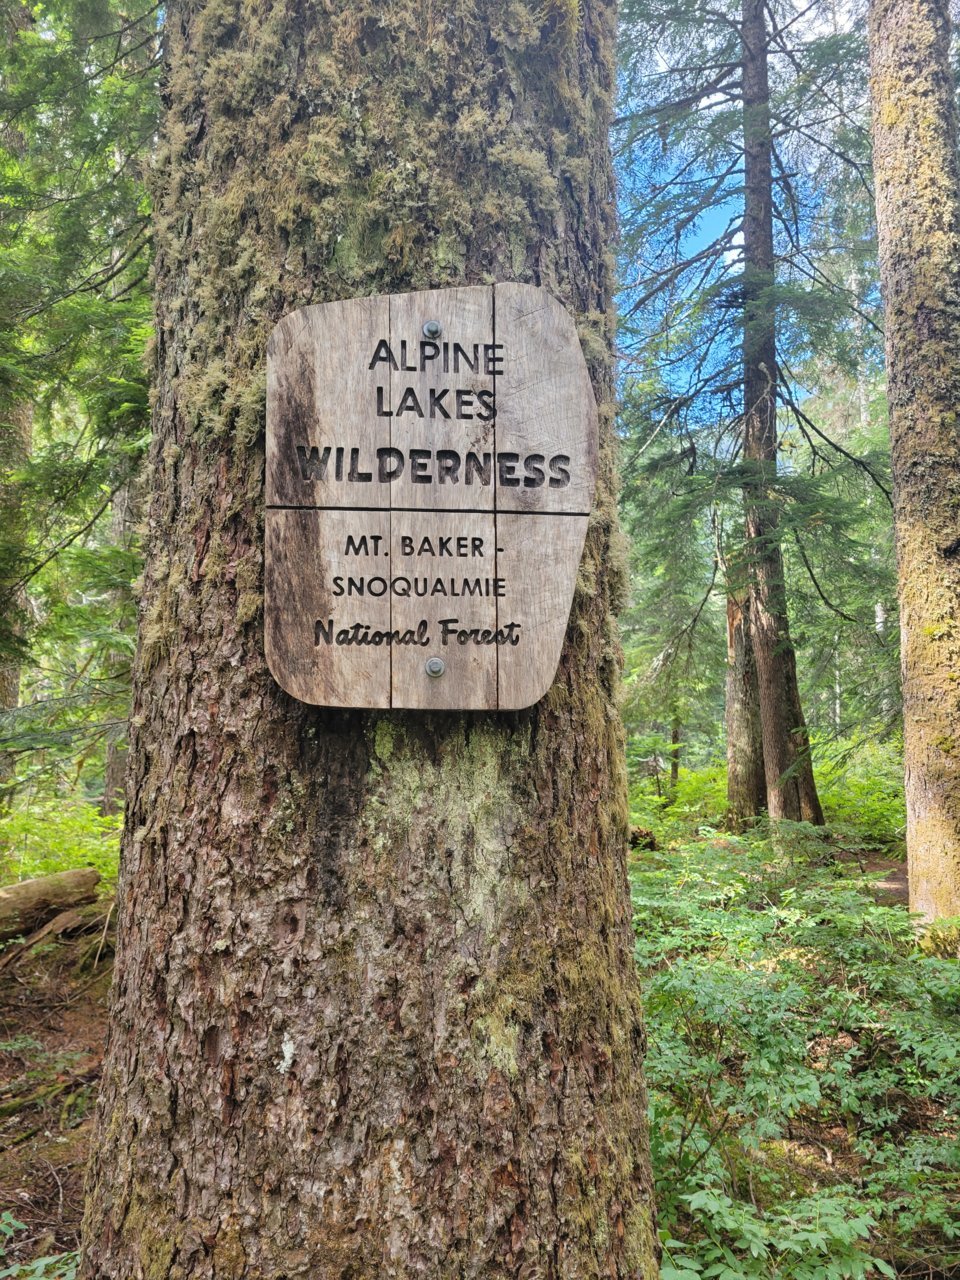 ALPINE
LAKES
WILDERNESS
MT. BAKER -
SNOQUALMIE
National Forest